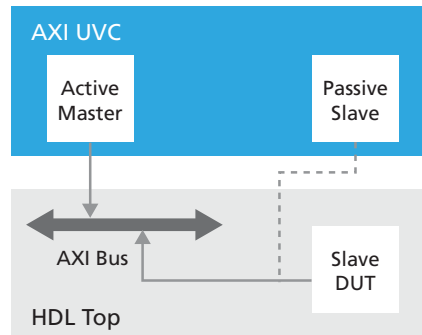 AXI UVC
Active
Master
Passive
Slave
AXI Bus
Slave
DUT
HDL Top